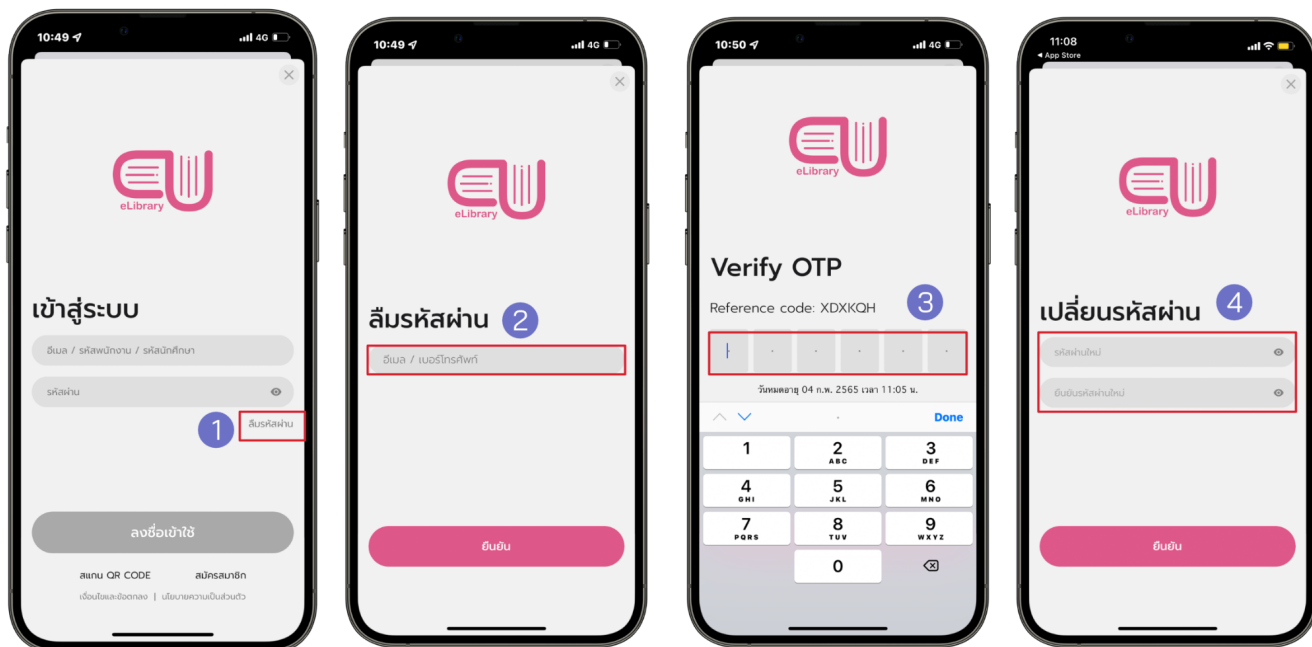 10:49
4G
eLibrary
เข้าสู่ระบบ
อีเมล / รหัสพนักงาน / รหัสนักศึกษา
รหัสผ่าน
1
ลืมรหัสผ่าน
ลงชื่อเข้าใช้
สแกน QR CODE
สมัครสมาชิก
เงื่อนไขและข้อตกลง | นโยบายความเป็นส่วนตัว
10:49
4G
eLibrary
ลืมรหัสผ่าน
2
อีเมล / เบอร์โทรศัพท์
ยืนยัน
10:50
4G
eLibrary
Verify OTP
Reference code: XDXKQH
3
วันหมดอายุ 04 ก.พ. 2565 เวลา 11:05 น.
Done
1
2
ABC
3
DEF
4
GHI
5
JKL
6
MNO
7
PQRS
8
TUV
9
WXYZ
0
11:08
App Store
eLibrary
เปลี่ยนรหัสผ่าน
4
รหัสผ่านใหม่
ยืนยันรหัสผ่านใหม่
ยืนยัน